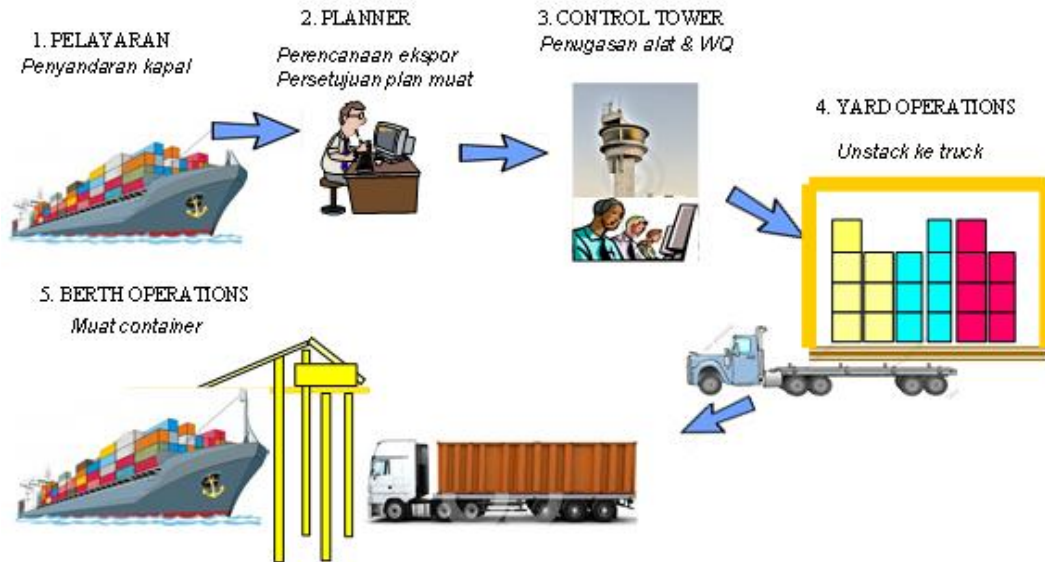 1. PELAYARAN
Penyandaran kapal
2. PLANNER
Perencanaan ekspor
Persetujuan plan muat
3. CONTROL TOWER
Penugasan alat & WQ
4. YARD OPERATIONS
Unstack ke truck
5. BERTH OPERATIONS
Muat container